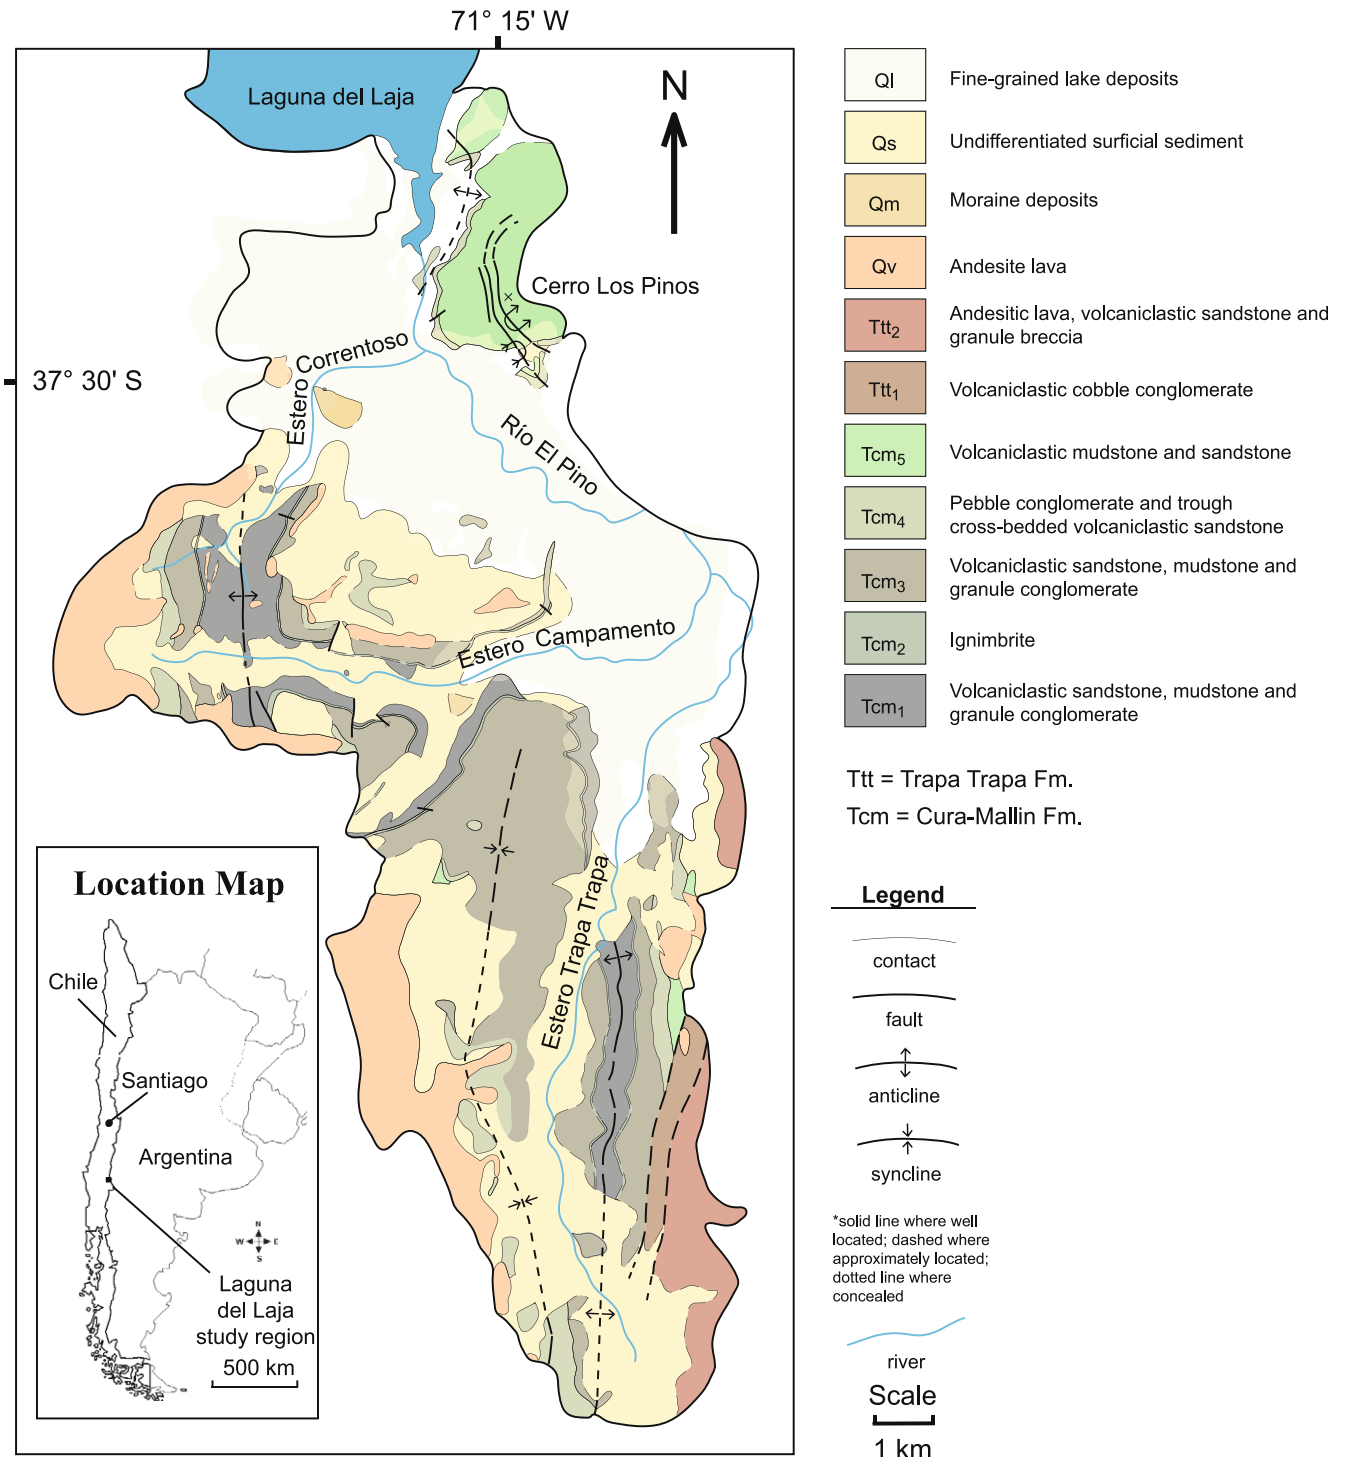 71° 15' W
Laguna del Laja
N
Cerro Los Pinos
37° 30' S
Estero Correntoso
Río El Pino
Estero Campamento
Estero Trapa Trapa
Location Map
Chile
Santiago
Argentina
N
W E
S
Laguna
del Laja
study region
500 km
Ql Fine-grained lake deposits
Qs Undifferentiated surficial sediment
Qm Moraine deposits
Qv Andesite lava
Ttt2 Andesitic lava, volcaniclastic sandstone and
granule breccia
Ttt1 Volcaniclastic cobble conglomerate
Tcm5 Volcaniclastic mudstone and sandstone
Tcm4 Pebble conglomerate and trough
cross-bedded volcaniclastic sandstone
Tcm3 Volcaniclastic sandstone, mudstone and
granule conglomerate
Tcm2 Ignimbrite
Tcm1 Volcaniclastic sandstone, mudstone and
granule conglomerate
Ttt = Trapa Trapa Fm.
Tcm = Cura-Mallin Fm.
Legend
contact
fault
anticline
syncline
*solid line where well
located; dashed where
approximately located;
dotted line where
concealed
river
Scale
1 km